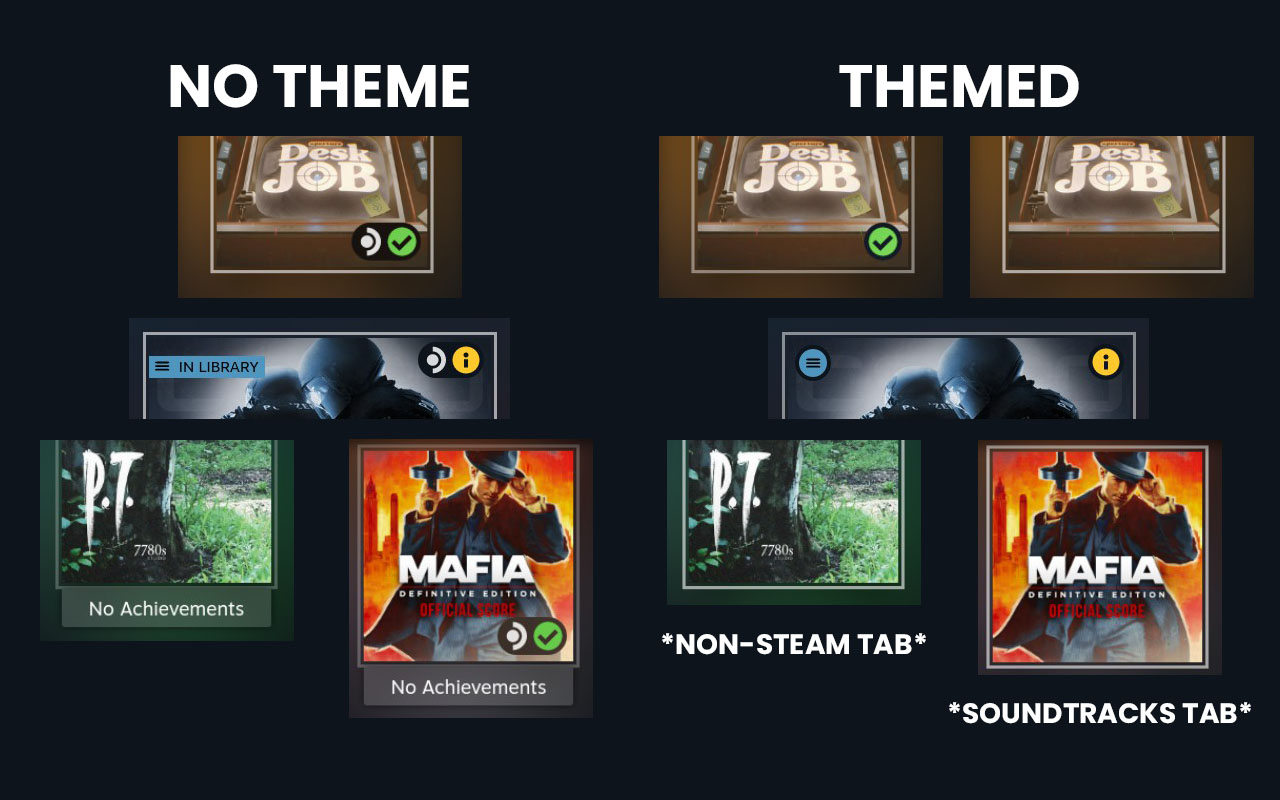 NO THEME
THEMED
Desk
JOB
Desk
JOB
Desk
JOB
IN LIBRARY
P.T.
7780s
No Achievements
MAFIA
DEFINITIVE EDITION
OFFICIAL SCORE
No Achievements
P.T.
7780s
*NON-STEAM TAB*
MAFIA
DEFINITIVE EDITION
OFFICIAL SCORE
*SOUNDTRACKS TAB*